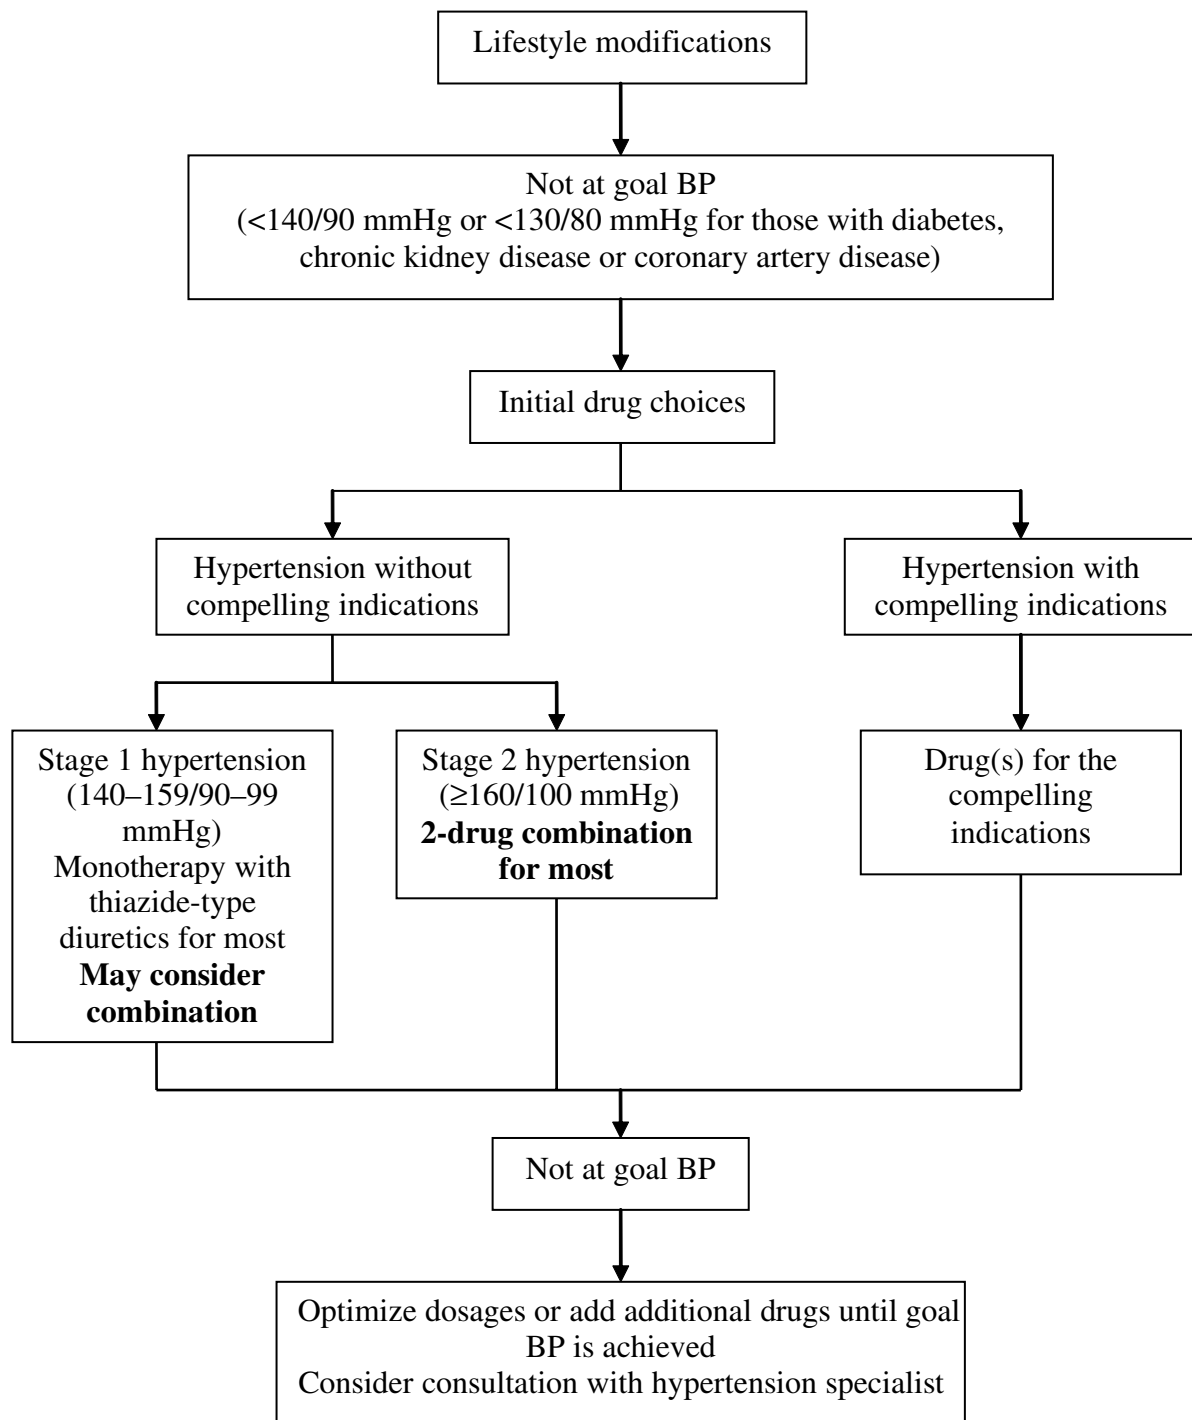 Lifestyle modifications
Not at goal BP
(<140/90 mmHg or <130/80 mmHg for those with diabetes,
chronic kidney disease or coronary artery disease)
Initial drug choices
Hypertension without
compelling indications
Hypertension with
compelling indications
Stage 1 hypertension
(140–159/90–99
mmHg)
Monotherapy with
thiazide-type
diuretics for most
May consider
combination
Stage 2 hypertension
(≥160/100 mmHg)
2-drug combination
for most
Drug(s) for the
compelling
indications
Not at goal BP
Optimize dosages or add additional drugs until goal
BP is achieved
Consider consultation with hypertension specialist